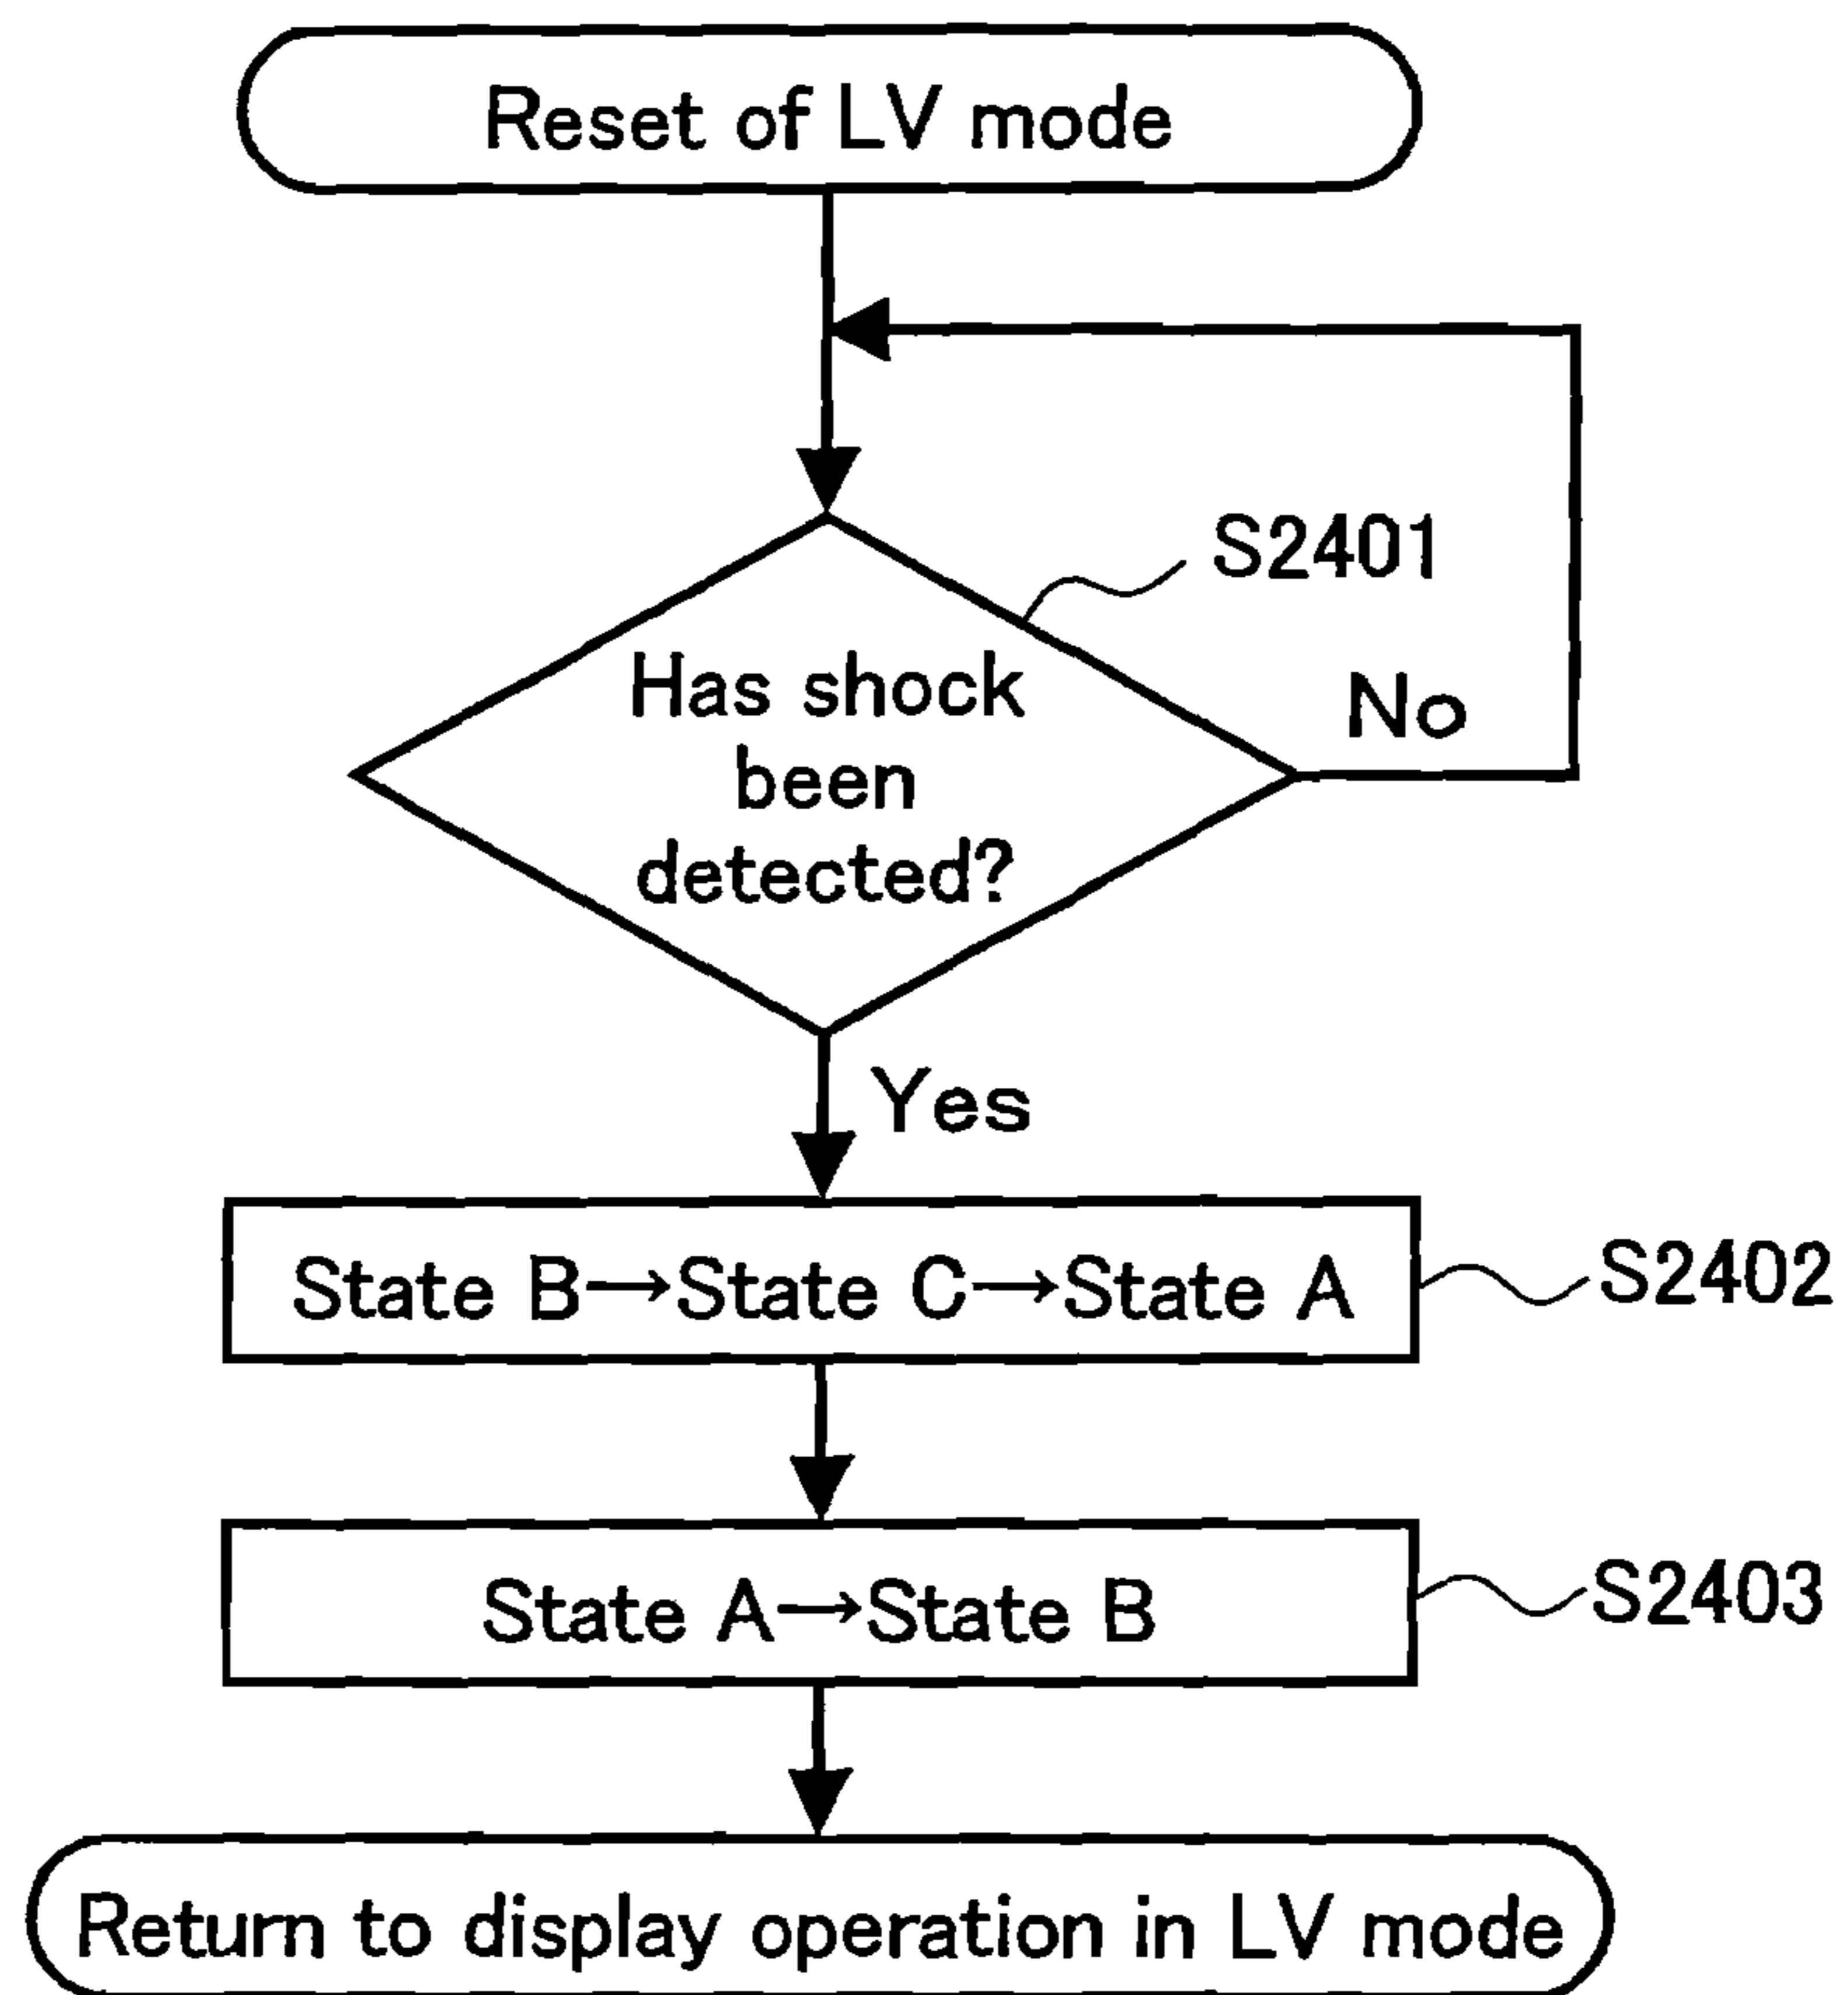 Reset of LV mode
S2401
Has shock
been
detected?
No
Yes
State B→State C→State A
S2402
State A→State B
S2403
Return to display operation in LV mode